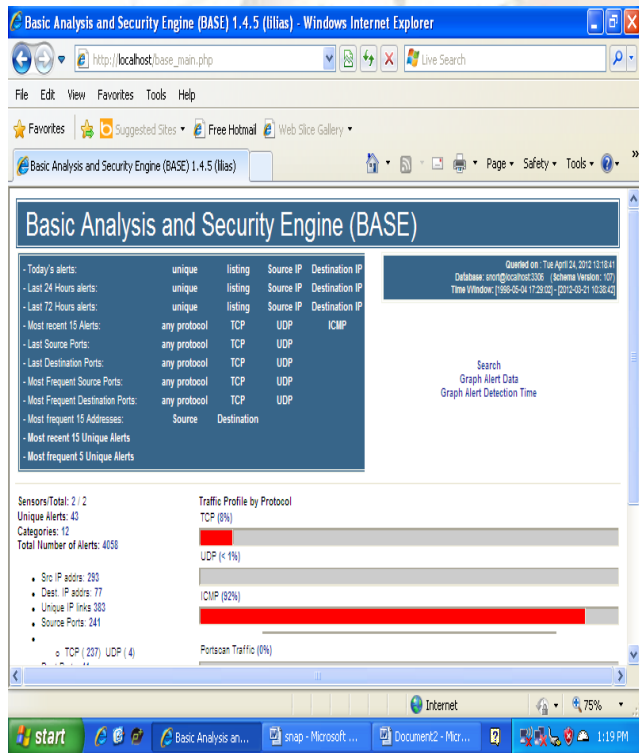 Basic Analysis and Security Engine (BASE) 1.4.5 (lilias) - Windows Internet Explorer
http://localhost/base_main.php
Live Search
File Edit View Favorites Tools Help
Favorites Suggested Sites Free Hotmail Web Slice Gallery
Basic Analysis and Security Engine (BASE) 1.4.5 (lilias) Page Safety Tools
Basic Analysis and Security Engine (BASE)
- Today's alerts: unique listing Source IP Destination IP
- Last 24 Hours alerts: unique listing Source IP Destination IP
- Last 72 Hours alerts: unique listing Source IP Destination IP
- Most recent 15 Alerts: any protocol TCP UDP ICMP
- Last Source Ports: any protocol TCP UDP
- Last Destination Ports: any protocol TCP UDP
- Most Frequent Source Ports: any protocol TCP UDP
- Most Frequent Destination Ports: any protocol TCP UDP
- Most frequent 15 Addresses: Source Destination
- Most recent 15 Unique Alerts
- Most frequent 5 Unique Alerts
Queried on : Tue April 24, 2012 13:18:41
Database: snort@localhost:3306 (Schema Version: 107)
Time Window: [1998-05-04 17:29:02] - [2012-03-21 10:38:42]
Search
Graph Alert Data
Graph Alert Detection Time
Sensors/Total: 2 / 2
Unique Alerts: 43
Categories: 12
Total Number of Alerts: 4058
Src IP addrs: 293
Dest. IP addrs: 77
Unique IP links 383
Source Ports: 241
TCP ( 237) UDP ( 4)
Traffic Profile by Protocol
TCP (8%)
UDP (< 1%)
ICMP (92%)
Portscan Traffic (0%)
Internet 75%
start Basic Analysis an... snap - Microsoft ... Document2 - Micr... 1:19 PM